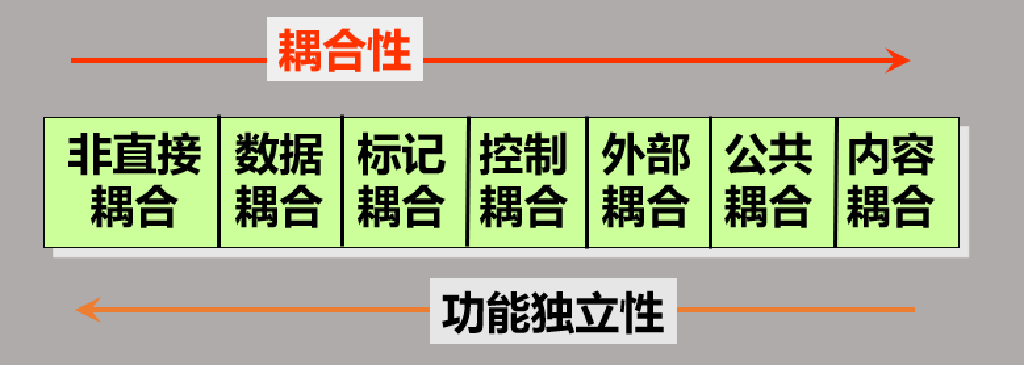 耦合性
非直接 数据 标记 控制 外部 公共 内容
耦合 耦合 耦合 耦合 耦合 耦合 耦合
功能独立性